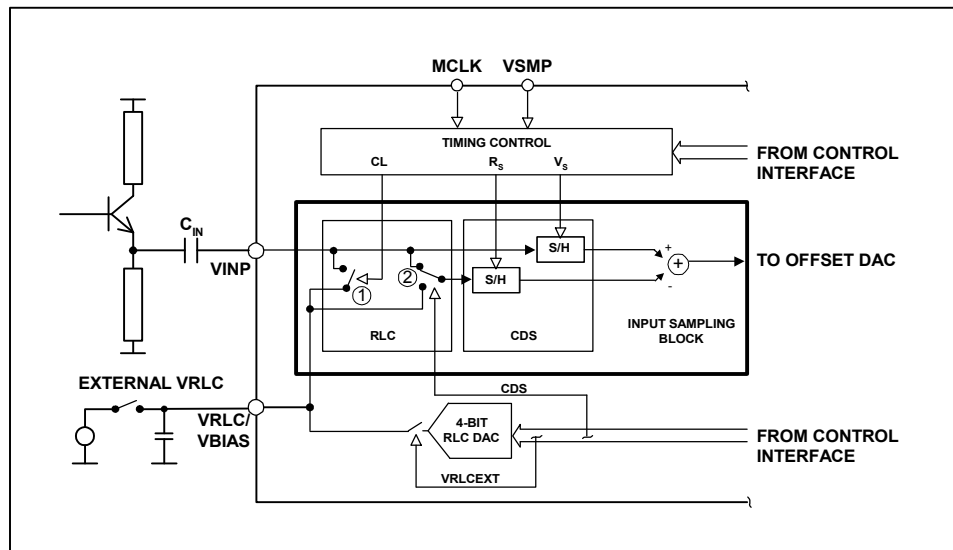 MCLK VSMP
TIMING CONTROL
CL RS VS
FROM CONTROL
INTERFACE
CIN
VINP
S/H
S/H
+
+
-
TO OFFSET DAC
1
2
RLC
CDS
INPUT SAMPLING
BLOCK
EXTERNAL VRLC
VRLC/
VBIAS
CDS
4-BIT
RLC DAC
VRLCEXT
FROM CONTROL
INTERFACE